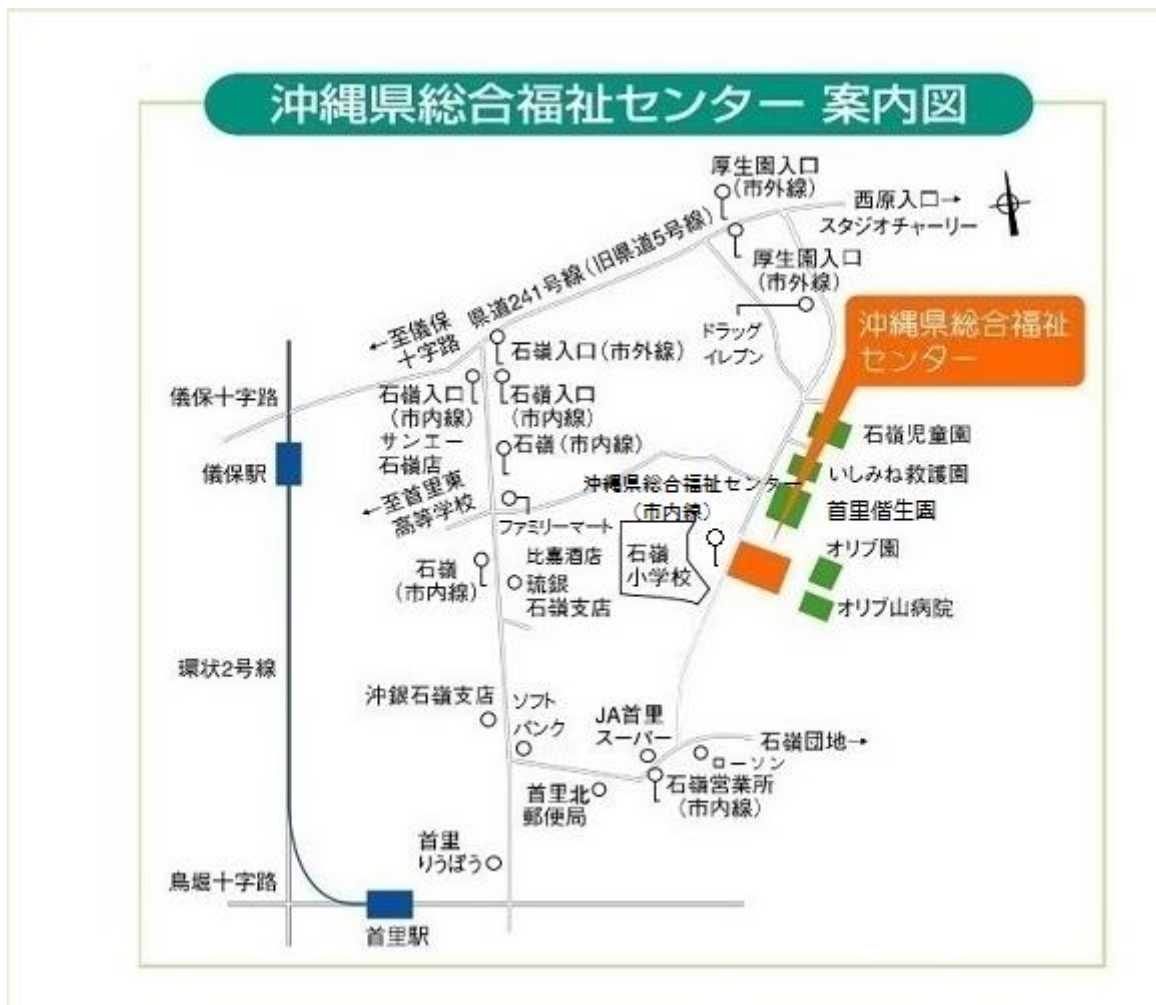 沖縄県総合福祉センター 案内図
厚生園入口
(市外線)
西原入口→
スタジオチャーリー
県道241号線(旧県道5号線)
厚生園入口
(市外線)
←至儀保
十字路
石嶺入口(市外線)
ドラッグ
イレブン
沖縄県総合福祉
センター
儀保十字路
石嶺入口
(市内線)
石嶺入口
(市内線)
サンエー
石嶺店
石嶺(市内線)
石嶺児童園
儀保駅
←至首里東
高等学校
沖縄県総合福祉センター
(市内線)
いしみね救護園
首里偕生園
ファミリーマート
比嘉酒店
石嶺
小学校
オリブ園
石嶺
(市内線)
琉銀
石嶺支店
オリブ山病院
環状2号線
沖銀石嶺支店
ソフト
バンク
JA首里
スーパー
石嶺団地→
ローソン
首里北
郵便局
石嶺営業所
(市内線)
首里
りうぼう
鳥堀十字路
首里駅